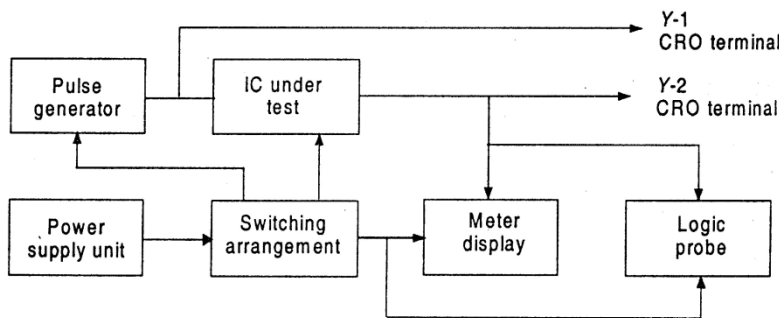 Y-1
CRO terminal
Pulse
generator
IC under
test
Y-2
CRO terminal
Power
supply unit
Switching
arrangement
Meter
display
Logic
probe